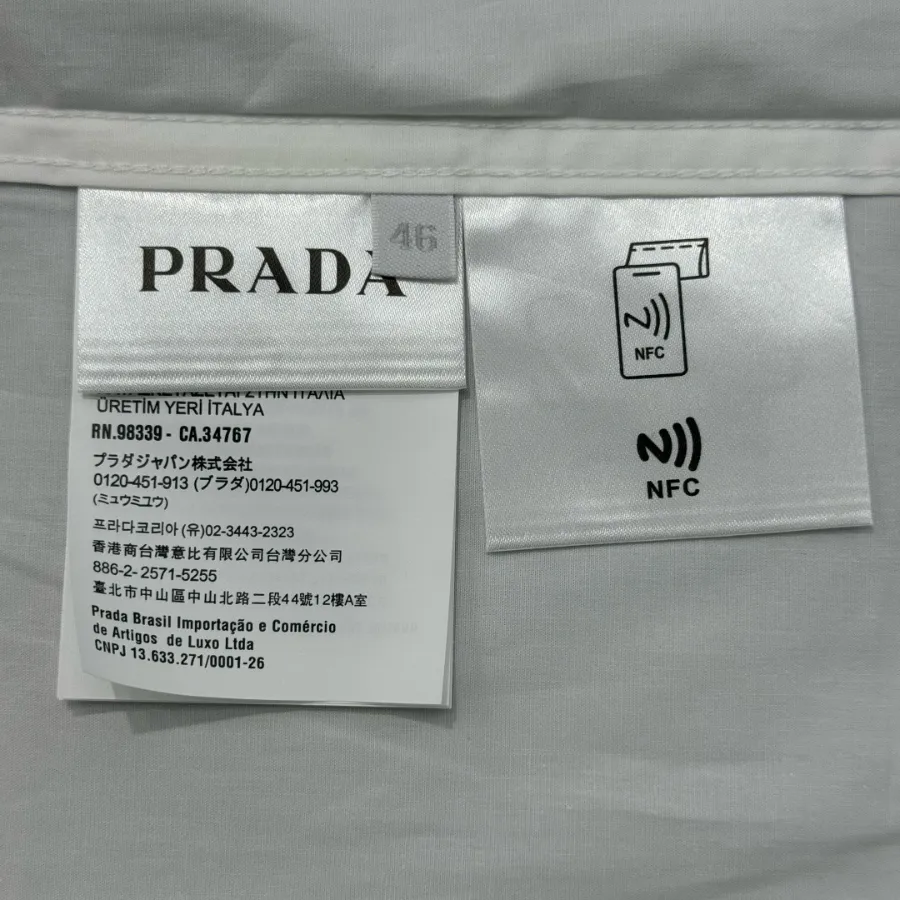 PRADA
46
ÜRETİM YERİ İTALYA
RN.98339 - CA.34767
プラダジャパン株式会社
0120-451-913 (プラダ)0120-451-993
(ミュウミュウ)
프라다코리아 (유)02-3443-2323
香港商台灣意比有限公司台灣分公司
886-2- 2571-5255
臺北市中山區中山北路二段44號12樓A室
Prada Brasil Importação e Comércio
de Artigos de Luxo Ltda
CNPJ 13.633.271/0001-26
NFC
NFC